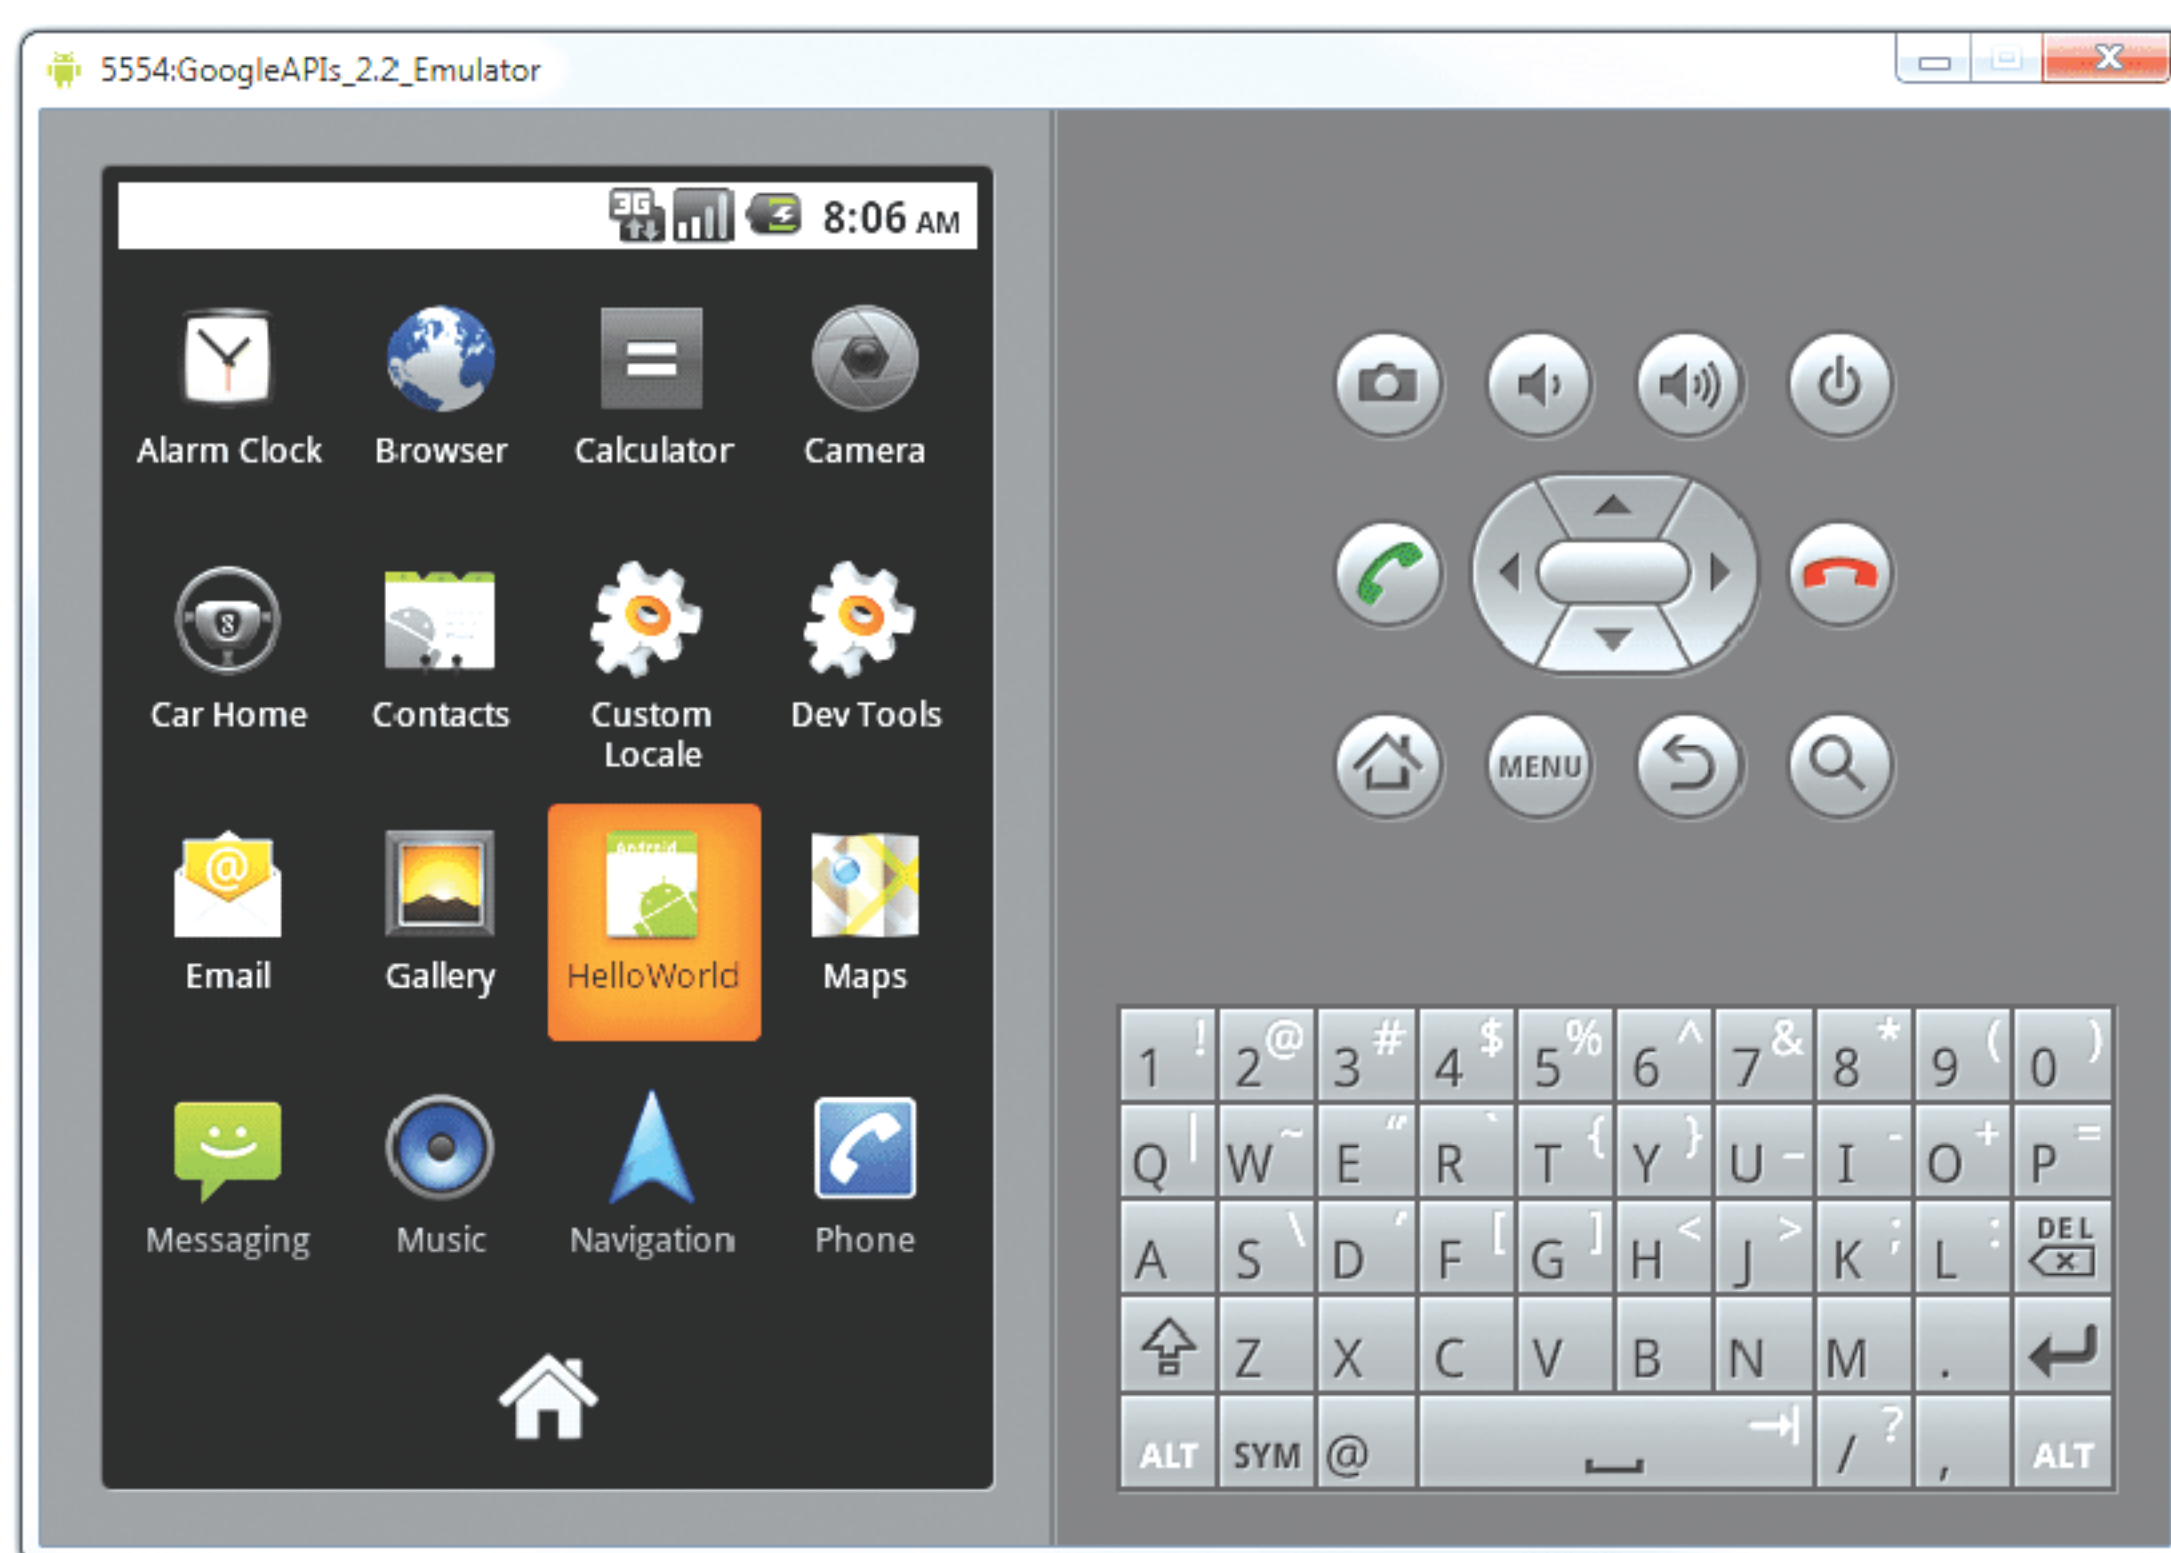 5554:GoogleAPIs_2.2_Emulator
3G 8:06 AM
Alarm Clock Browser Calculator Camera
Car Home Contacts Custom Locale Dev Tools
Android
Email Gallery HelloWorld Maps
Messaging Music Navigation Phone
MENU
1 ! 2 @ 3 # 4 $ 5 % 6 ^ 7 & 8 * 9 ( 0 )
Q | W ~ E “ R ` T { Y } U _ I - O + P =
A S \ D ‘ F [ G ] H < J > K ; L : DEL
Z X C V B N M .
ALT SYM @ / ? , ALT